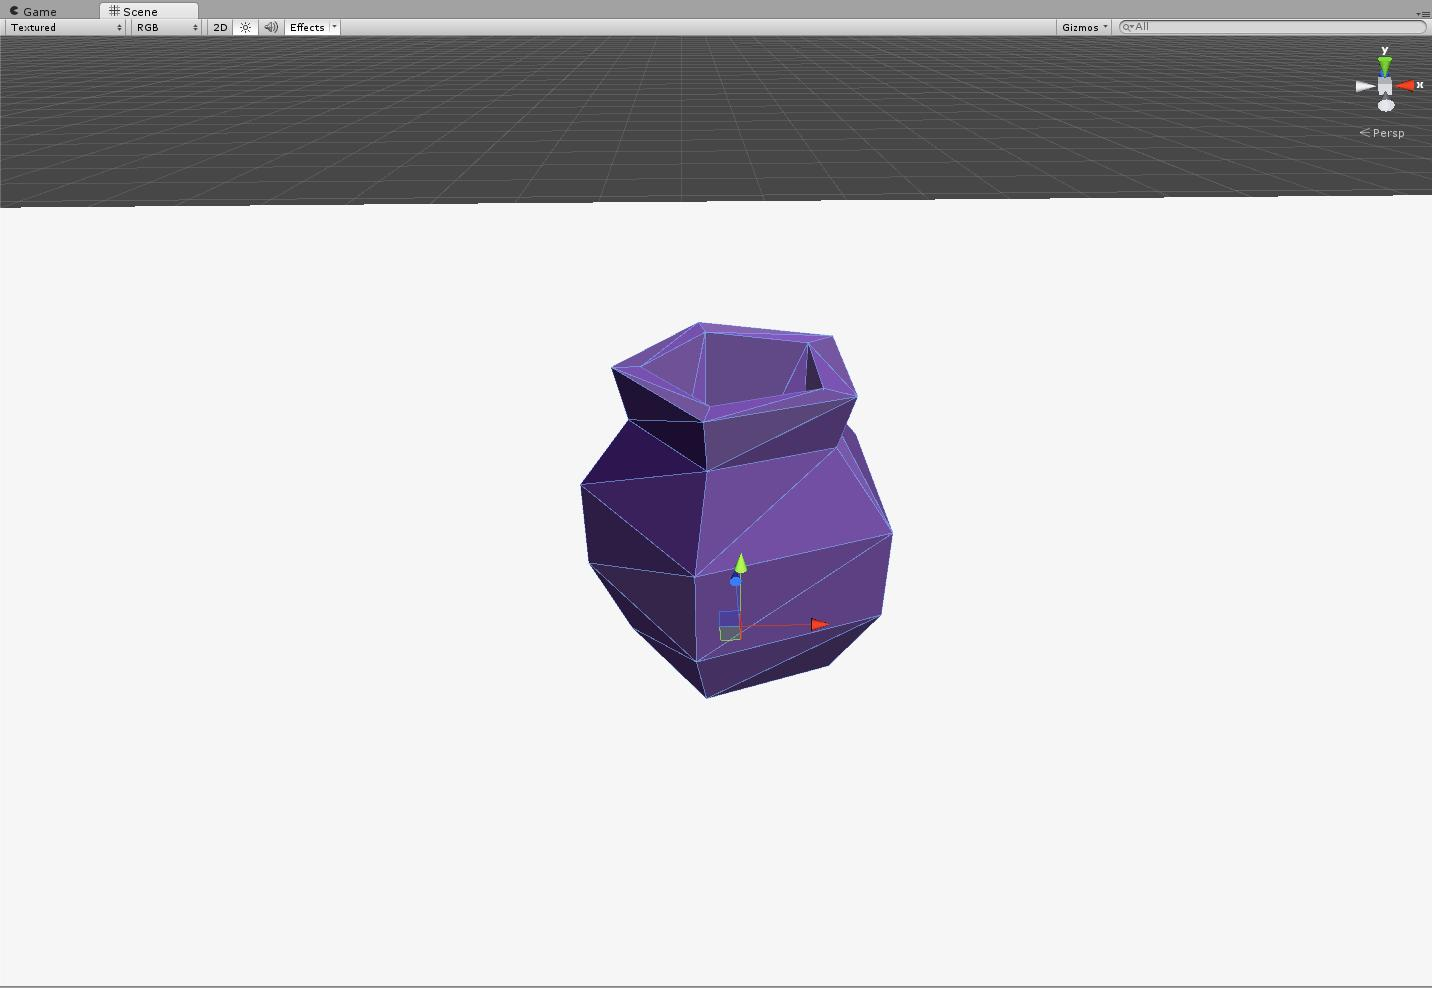 Game Scene
Textured RGB 2D Effects Gizmos All
y
x
Persp